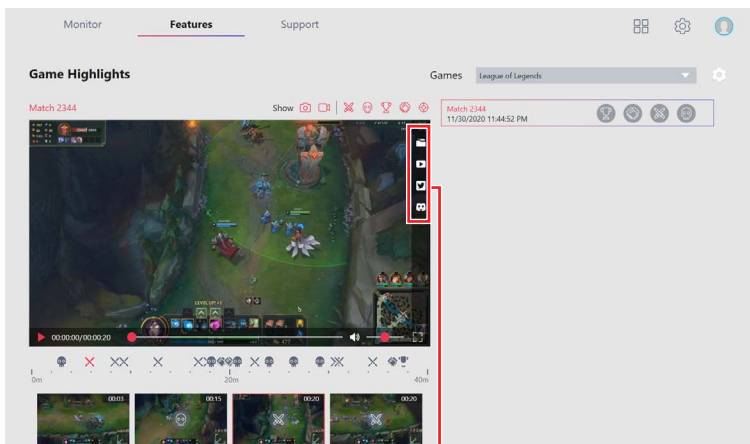 Monitor
Features
Support
Game Highlights
Games
League of Legends
Match 2344
Show
Match 2344
11/30/2020 11:44:52 PM
LEVEL UP! +1
00:00:00/00:00:20
0m
20m
40m
00:03
00:15
00:20
00:20